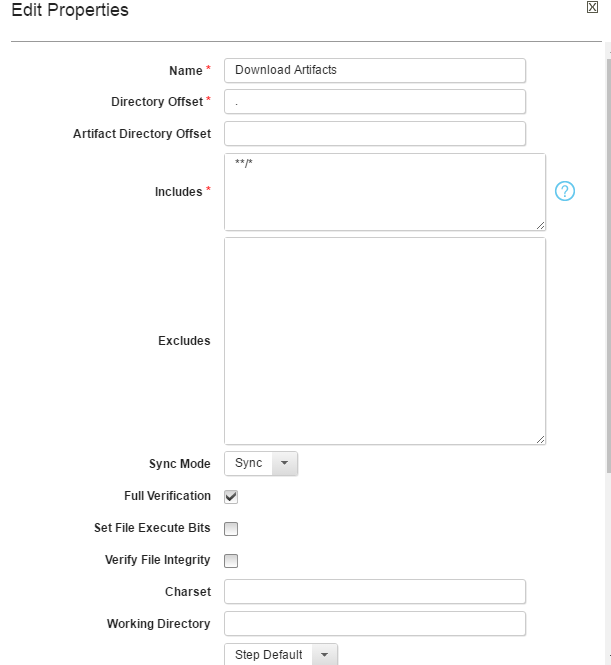 Edit Properties
Name *
Download Artifacts
Directory Offset *
.
Artifact Directory Offset
Includes *
**/*
?
Excludes
Sync Mode
Sync
Full Verification
Set File Execute Bits
Verify File Integrity
Charset
Working Directory
Step Default